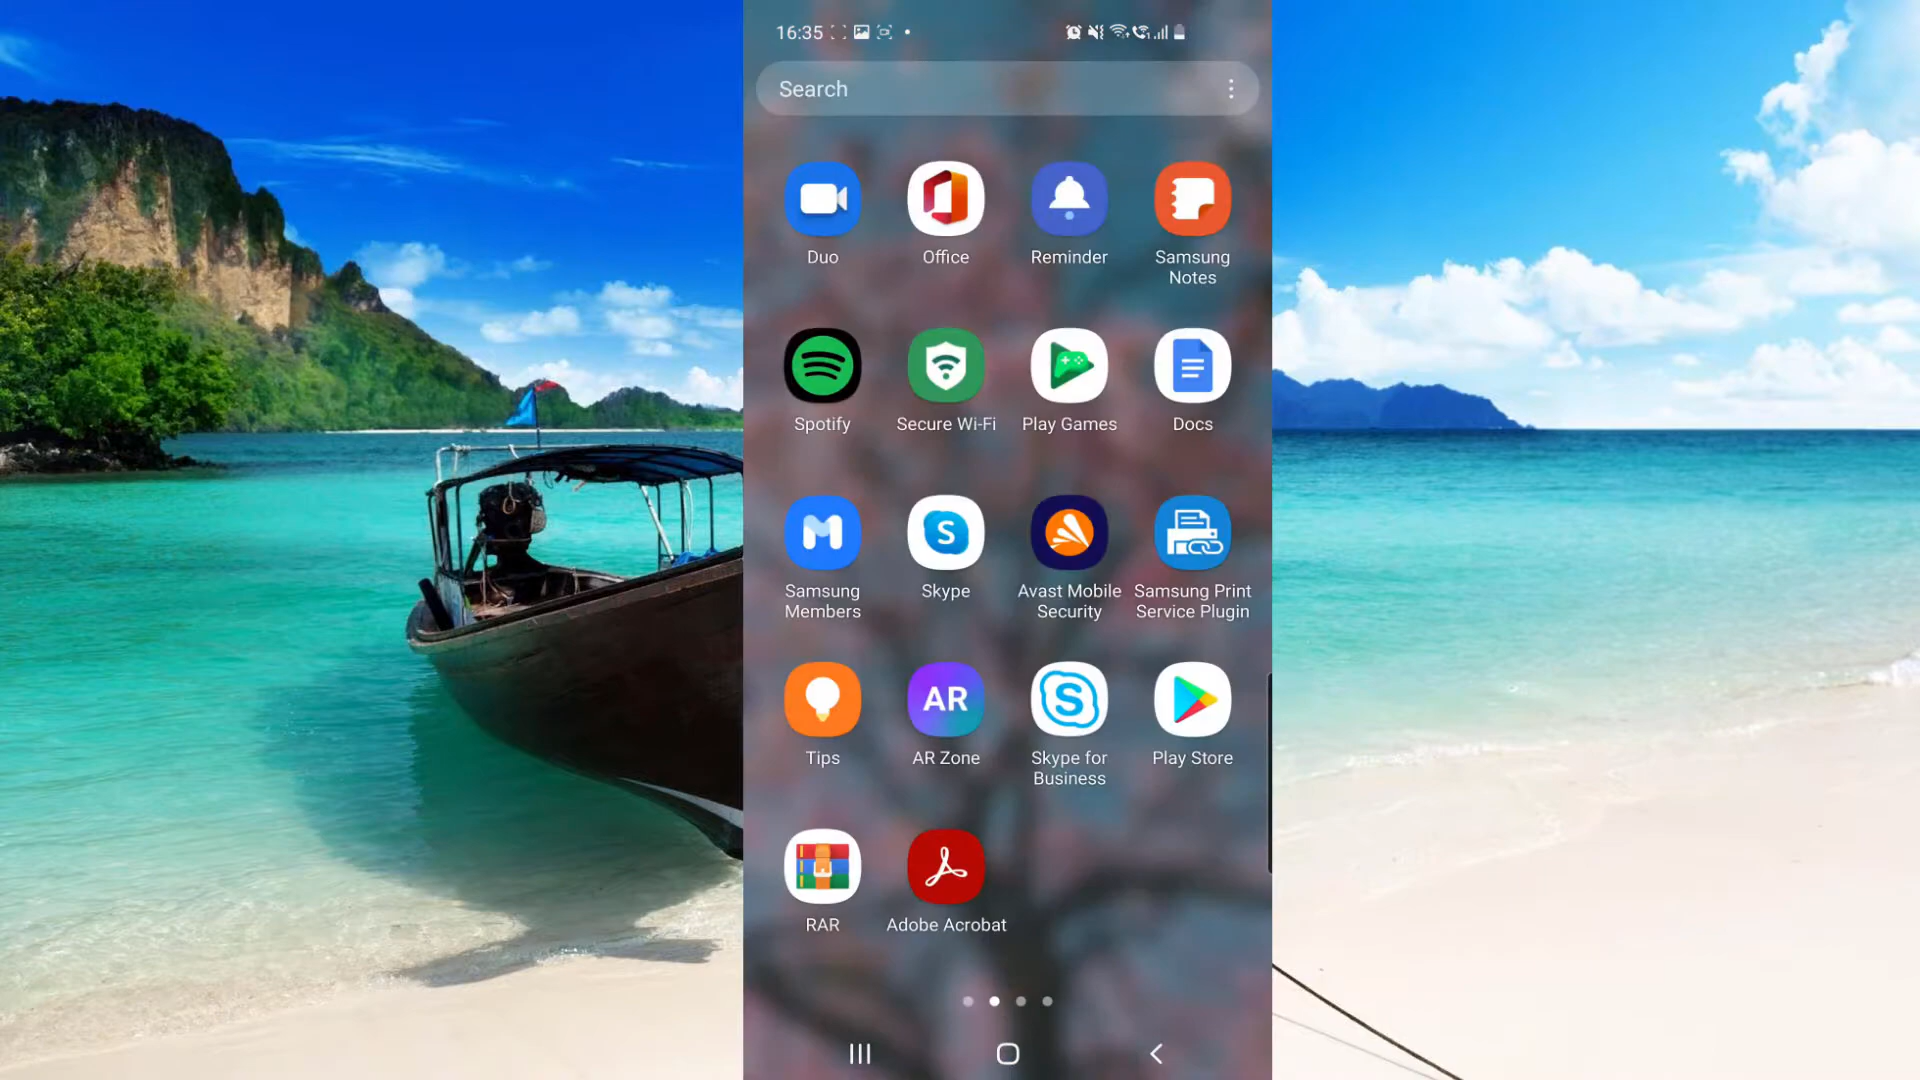 16:35
Search
Duo
Office
Reminder
Samsung
Notes
Spotify
Secure Wi-Fi
Play Games
Docs
Samsung
Members
S
Skype
Avast Mobile
Security
Samsung Print
Service Plugin
Tips
AR
AR Zone
S
Skype for
Business
Play Store
RAR
Adobe Acrobat